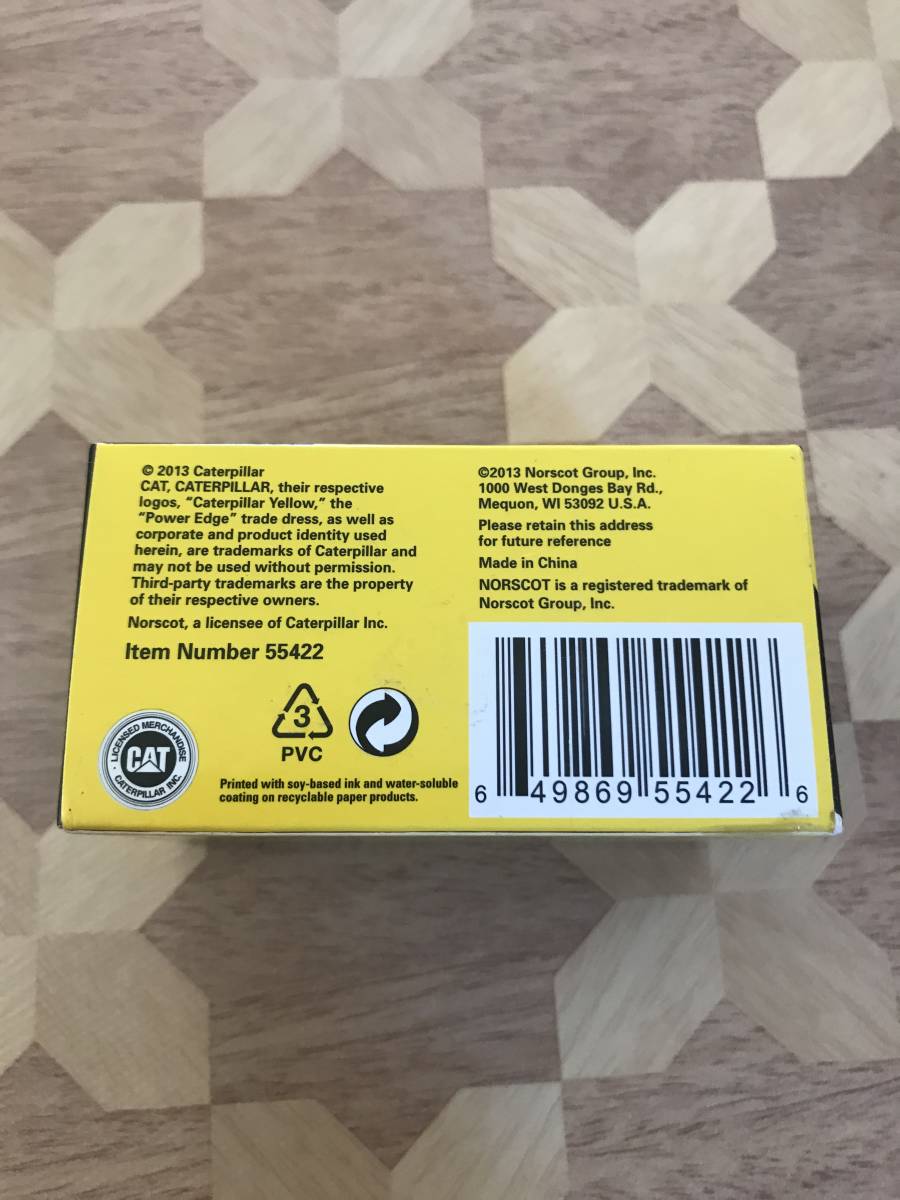 © 2013 Caterpillar
CAT, CATERPILLAR, their respective
logos, “Caterpillar Yellow,” the
“Power Edge” trade dress, as well as
corporate and product identity used
herein, are trademarks of Caterpillar and
may not be used without permission.
Third-party trademarks are the property
of their respective owners.
Norscot, a licensee of Caterpillar Inc.
Item Number 55422
LICENSED MERCHANDISE
CAT
CATERPILLAR INC.
3
PVC
Printed with soy-based ink and water-soluble
coating on recyclable paper products.
©2013 Norscot Group, Inc.
1000 West Donges Bay Rd.,
Mequon, WI 53092 U.S.A.
Please retain this address
for future reference
Made in China
NORSCOT is a registered trademark of
Norscot Group, Inc.
6 49869 55422 6